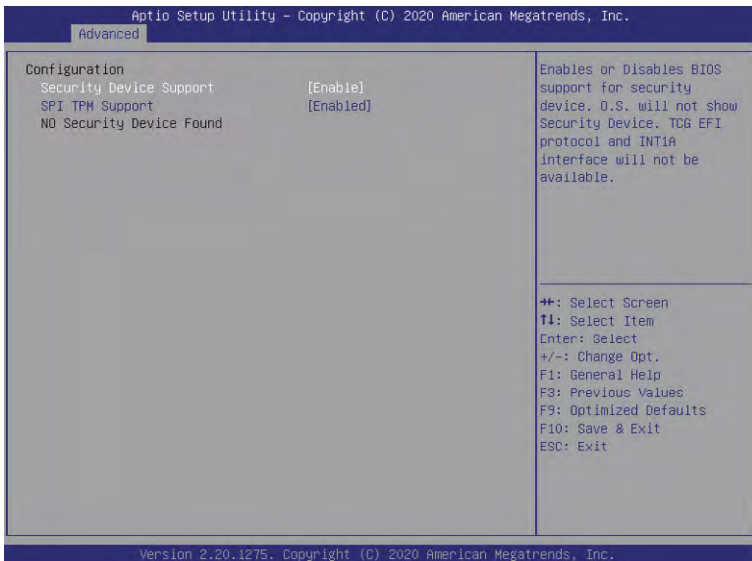 Aptio Setup Utility – Copyright (C) 2020 American Megatrends, Inc.
Advanced
Configuration
Security Device Support [Enable]
SPI TPM Support [Enabled]
NO Security Device Found
Enables or Disables BIOS
support for security
device. O.S. will not show
Security Device. TCG EFI
protocol and INT1A
interface will not be
available.
→←: Select Screen
↑↓: Select Item
Enter: Select
+/-: Change Opt.
F1: General Help
F3: Previous Values
F9: Optimized Defaults
F10: Save & Exit
ESC: Exit
Version 2.20.1275. Copyright (C) 2020 American Megatrends, Inc.